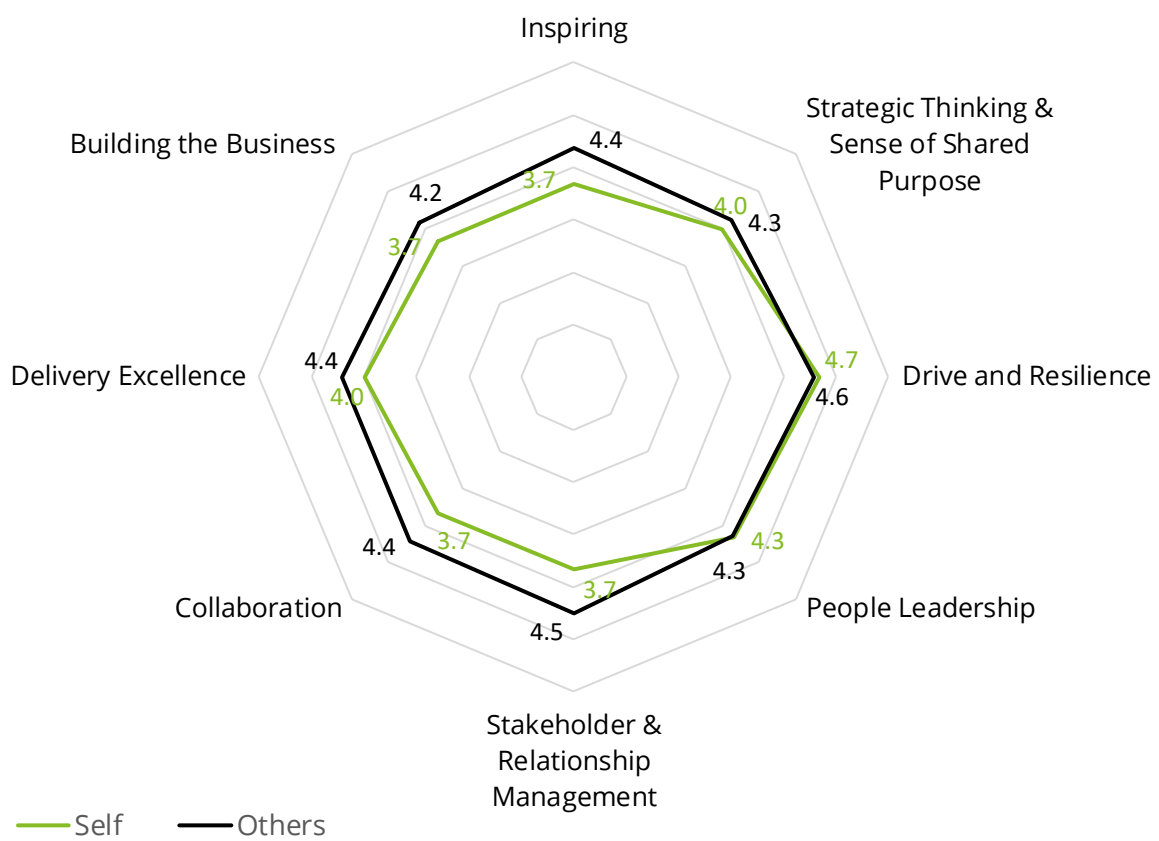 Inspiring
Strategic Thinking &
Sense of Shared
Purpose
Building the Business
4.4
3.7
4.2
4.0
4.3
3.7
Delivery Excellence
4.4
4.0
4.7
4.6
Drive and Resilience
4.4
3.7
4.3
4.3
Collaboration
3.7
4.5
People Leadership
Stakeholder &
Relationship
Management
Self
Others